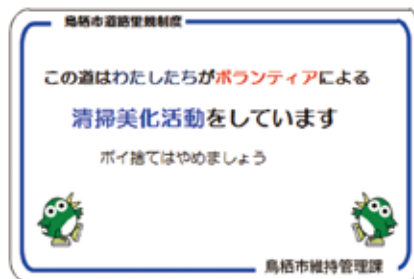 鳥栖市道路里親制度
この道はわたしたちがボランティアによる
清掃美化活動をしています
ポイ捨てはやめましょう
鳥栖市維持管理課